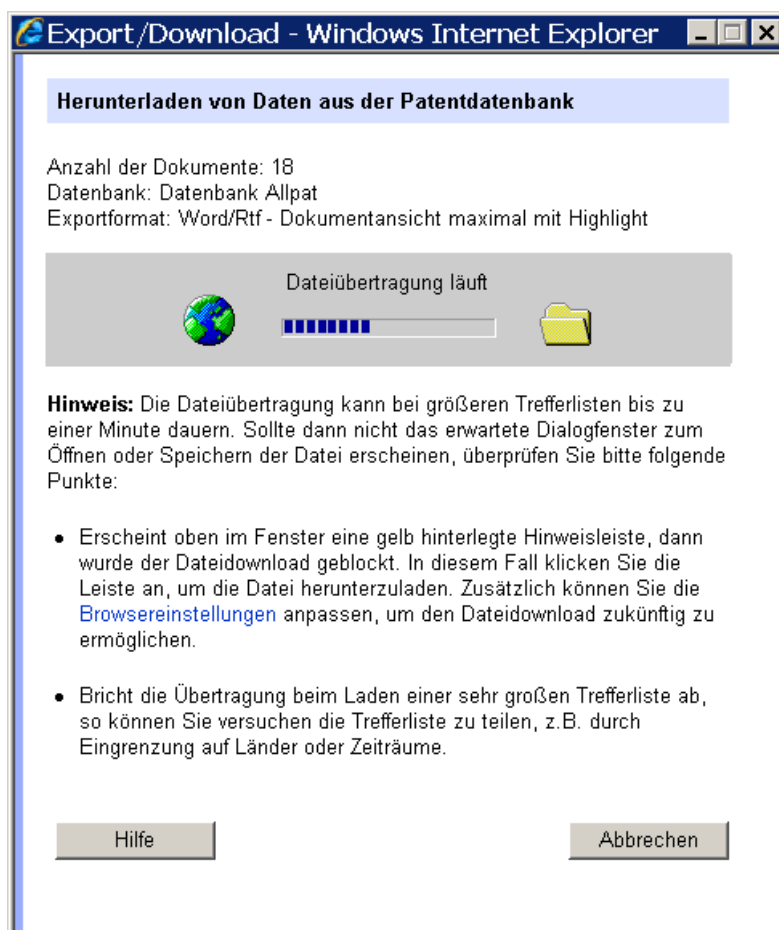 Export/Download - Windows Internet Explorer
Herunterladen von Daten aus der Patentdatenbank
Anzahl der Dokumente: 18
Datenbank: Datenbank Allpat
Exportformat: Word/Rtf - Dokumentansicht maximal mit Highlight
Dateiübertragung läuft
Hinweis: Die Dateiübertragung kann bei größeren Trefferlisten bis zu
einer Minute dauern. Sollte dann nicht das erwartete Dialogfenster zum
Öffnen oder Speichern der Datei erscheinen, überprüfen Sie bitte folgende
Punkte:
• Erscheint oben im Fenster eine gelb hinterlegte Hinweisleiste, dann
wurde der Dateidownload geblockt. In diesem Fall klicken Sie die
Leiste an, um die Datei herunterzuladen. Zusätzlich können Sie die
Browsereinstellungen anpassen, um den Dateidownload zukünftig zu
ermöglichen.
• Bricht die Übertragung beim Laden einer sehr großen Trefferliste ab,
so können Sie versuchen die Trefferliste zu teilen, z.B. durch
Eingrenzung auf Länder oder Zeiträume.
Hilfe
Abbrechen